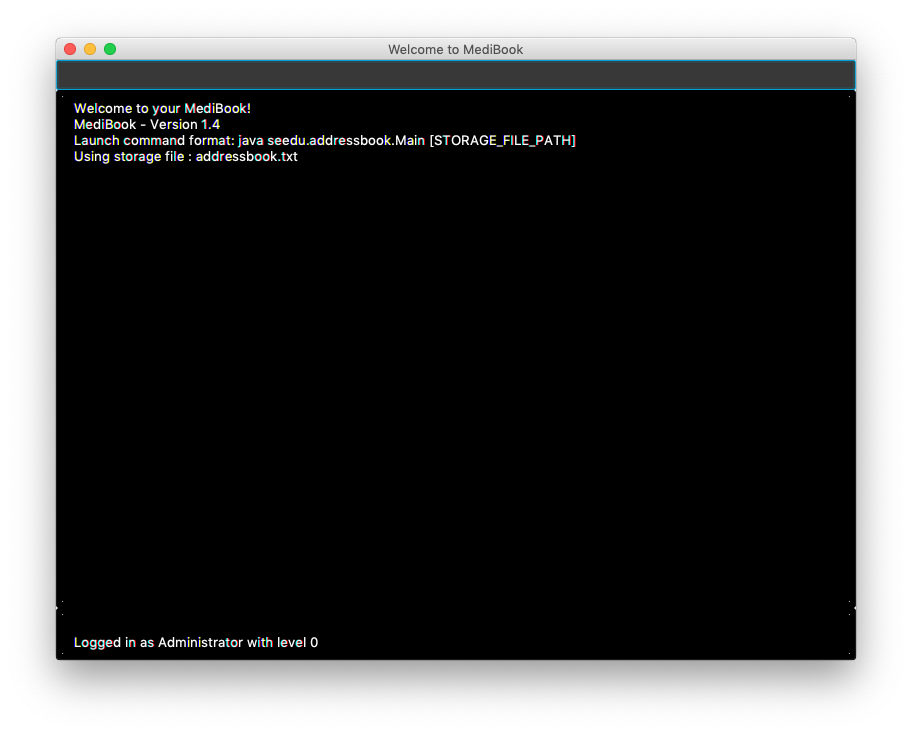 Welcome to MediBook
Welcome to your MediBook!
MediBook - Version 1.4
Launch command format: java seedu.addressbook.Main [STORAGE_FILE_PATH]
Using storage file : addressbook.txt
Logged in as Administrator with level 0